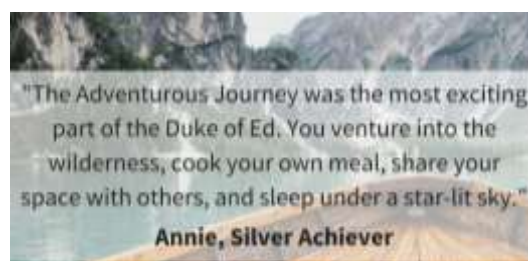 "The Adventurous Journey was the most exciting
part of the Duke of Ed. You venture into the
wilderness, cook your own meal, share your
space with others, and sleep under a star-lit sky."
Annie, Silver Achiever